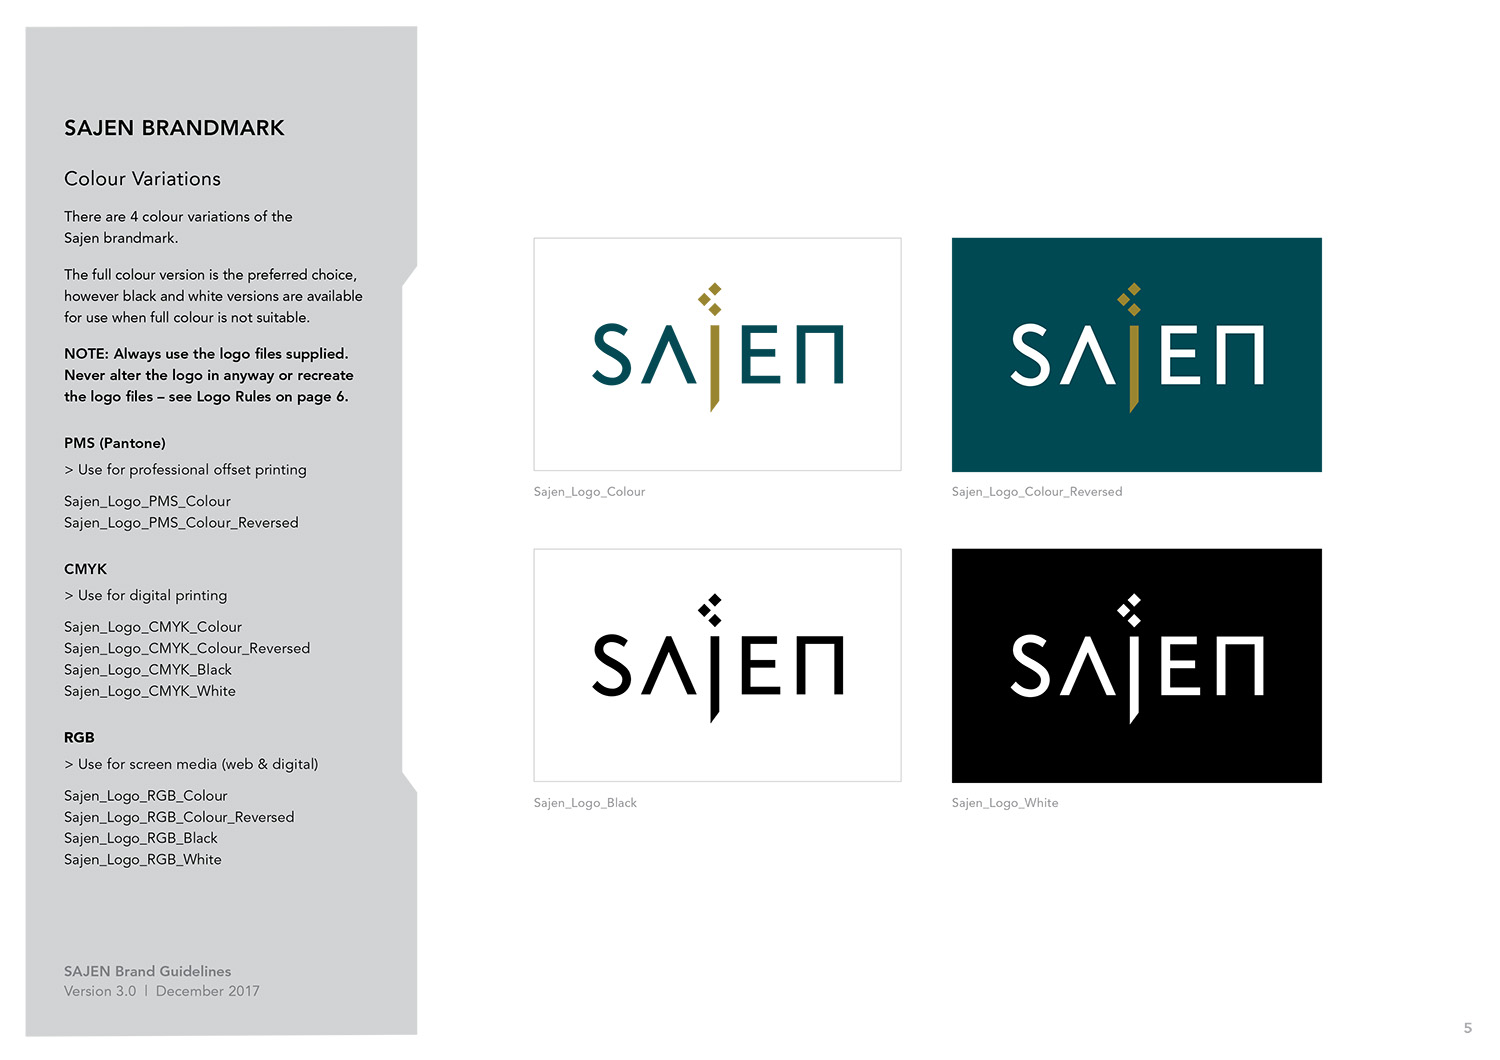 SAJEN BRANDMARK
Colour Variations
There are 4 colour variations of the
Sajen brandmark.
The full colour version is the preferred choice,
however black and white versions are available
for use when full colour is not suitable.
NOTE: Always use the logo files supplied.
Never alter the logo in anyway or recreate
the logo files – see Logo Rules on page 6.
PMS (Pantone)
> Use for professional offset printing
Sajen_Logo_PMS_Colour
Sajen_Logo_PMS_Colour_Reversed
CMYK
> Use for digital printing
Sajen_Logo_CMYK_Colour
Sajen_Logo_CMYK_Colour_Reversed
Sajen_Logo_CMYK_Black
Sajen_Logo_CMYK_White
RGB
> Use for screen media (web & digital)
Sajen_Logo_RGB_Colour
Sajen_Logo_RGB_Colour_Reversed
Sajen_Logo_RGB_Black
Sajen_Logo_RGB_White
SAJEN Brand Guidelines
Version 3.0 | December 2017
SAJEN
Sajen_Logo_Colour
SAJEN
Sajen_Logo_Colour_Reversed
SAJEN
Sajen_Logo_Black
SAJEN
Sajen_Logo_White
5